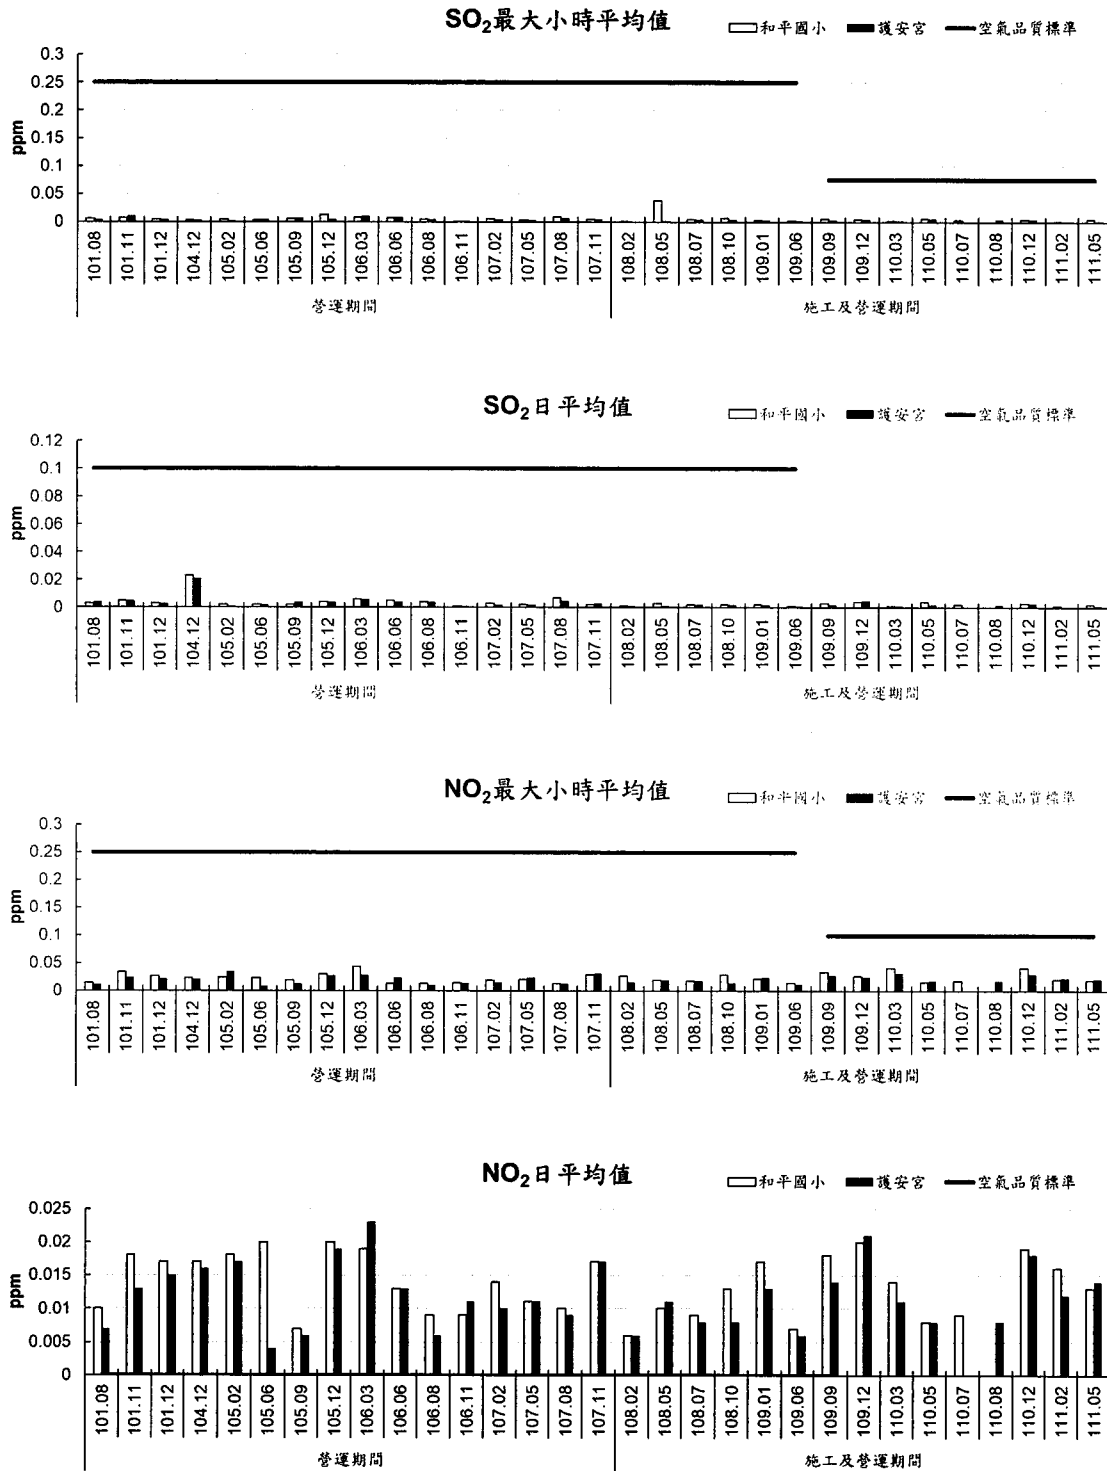 SO₂最大小時平均值
和平國小 護安宮 空氣品質標準
ppm
0.3
0.25
0.2
0.15
0.1
0.05
0
101.08 101.11 101.12 104.12 105.02 105.06 105.09 105.12 106.03 106.06 106.08 106.11 107.02 107.05 107.08 107.11 108.02 108.05 108.07 108.10 109.01 109.06 109.09 109.12 110.03 110.05 110.07 110.08 110.12 111.02 111.05
營運期間 施工及營運期間
SO₂日平均值
和平國小 護安宮 空氣品質標準
ppm
0.12
0.1
0.08
0.06
0.04
0.02
0
101.08 101.11 101.12 104.12 105.02 105.06 105.09 105.12 106.03 106.06 106.08 106.11 107.02 107.05 107.08 107.11 108.02 108.05 108.07 108.10 109.01 109.06 109.09 109.12 110.03 110.05 110.07 110.08 110.12 111.02 111.05
營運期間 施工及營運期間
NO₂最大小時平均值
和平國小 護安宮 空氣品質標準
ppm
0.3
0.25
0.2
0.15
0.1
0.05
0
101.08 101.11 101.12 104.12 105.02 105.06 105.09 105.12 106.03 106.06 106.08 106.11 107.02 107.05 107.08 107.11 108.02 108.05 108.07 108.10 109.01 109.06 109.09 109.12 110.03 110.05 110.07 110.08 110.12 111.02 111.05
營運期間 施工及營運期間
NO₂日平均值
和平國小 護安宮 空氣品質標準
ppm
0.025
0.02
0.015
0.01
0.005
0
101.08 101.11 101.12 104.12 105.02 105.06 105.09 105.12 106.03 106.06 106.08 106.11 107.02 107.05 107.08 107.11 108.02 108.05 108.07 108.10 109.01 109.06 109.09 109.12 110.03 110.05 110.07 110.08 110.12 111.02 111.05
營運期間 施工及營運期間